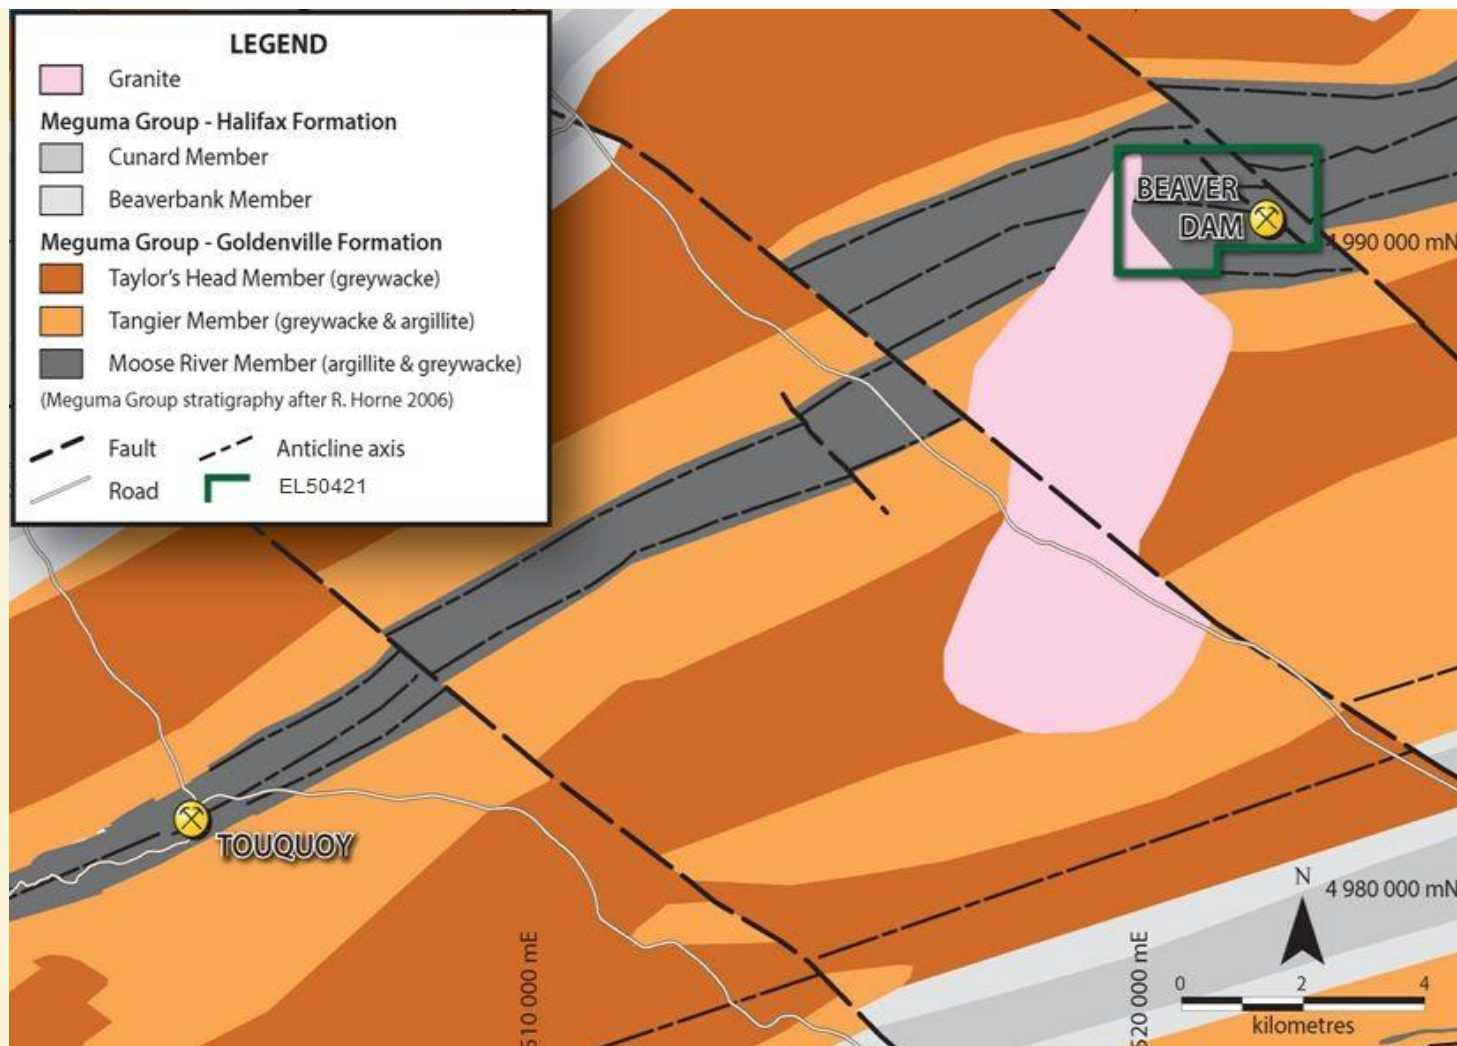 LEGEND
Granite
Meguma Group - Halifax Formation
Cunard Member
Beaverbank Member
Meguma Group - Goldenville Formation
Taylor's Head Member (greywacke)
Tangier Member (greywacke & argillite)
Moose River Member (argillite & greywacke)
(Meguma Group stratigraphy after R. Horne 2006)
Fault
Anticline axis
Road
EL50421
BEAVER
DAM
4 990 000 mN
TOUQUOY
N
4 980 000 mN
510 000 mE
520 000 mE
0 2 4
kilometres